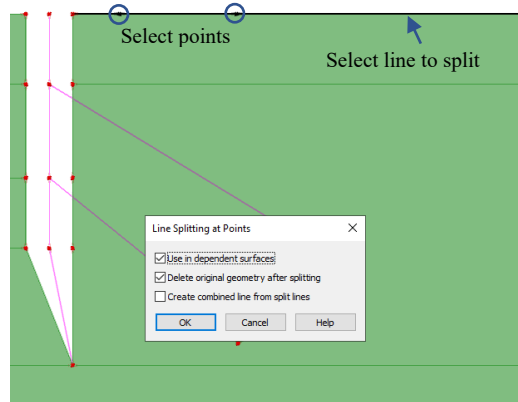 Select points
Select line to split
Line Splitting at Points
Use in dependent surfaces
Delete original geometry after splitting
Create combined line from split lines
OK
Cancel
Help